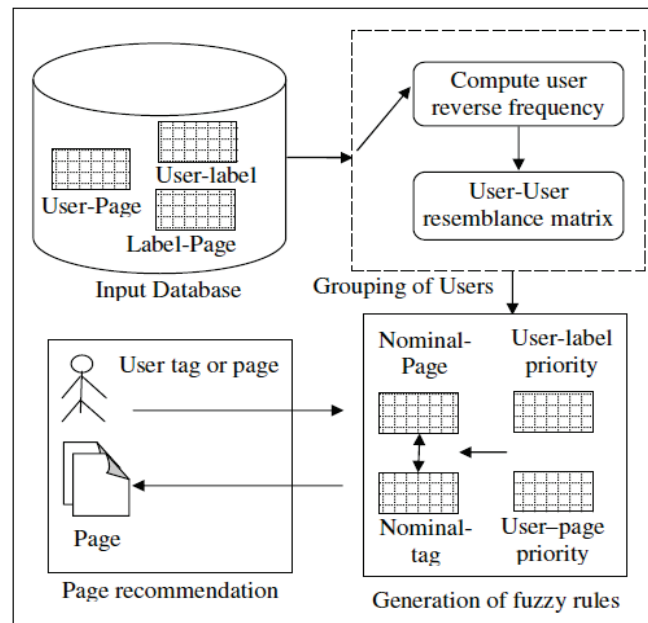 Compute user
reverse frequency
User-label
User-Page
Label-Page
User-User
resemblance matrix
Input Database
Grouping of Users
User tag or page
Page
Page recommendation
Nominal-
Page
User-label
priority
Nominal-
tag
User–page
priority
Generation of fuzzy rules